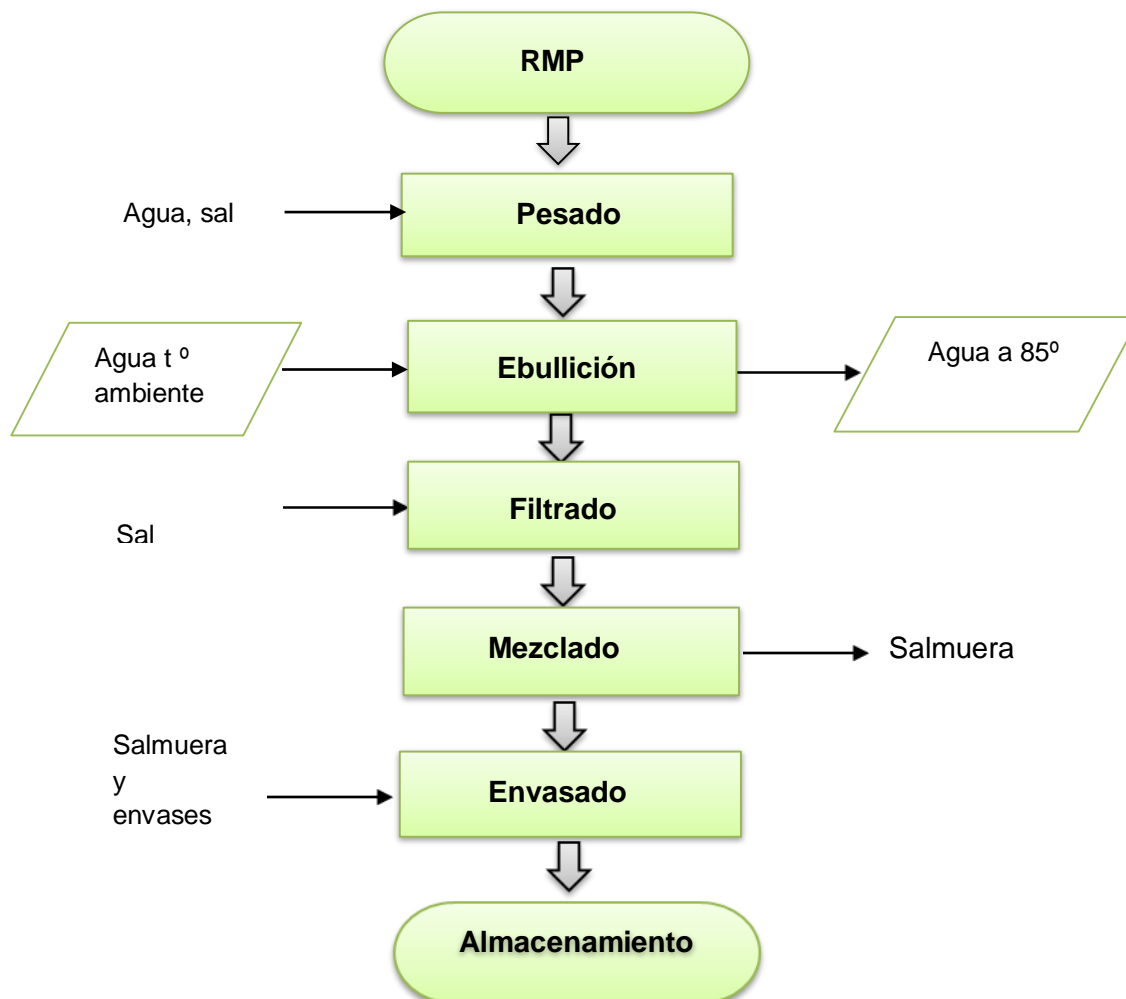 RMP
Agua, sal
Pesado
Agua t º
ambiente
Ebullición
Agua a 85º
Sal
Filtrado
Mezclado
Salmuera
Salmuera
y
envases
Envasado
Almacenamiento